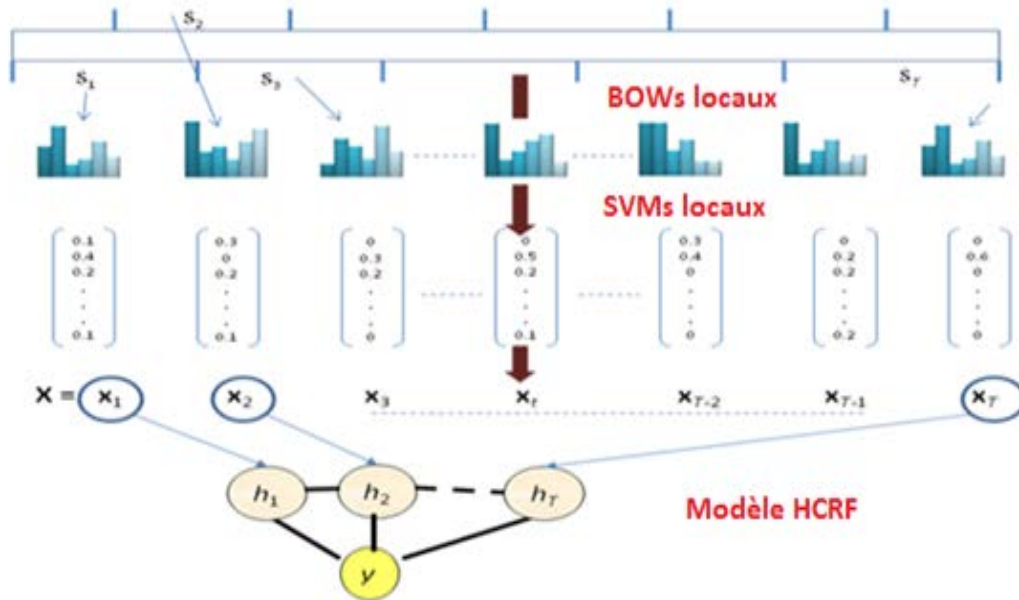 S2
S1 S3 ST
BOWs locaux
SVMs locaux
0.1 0.3 0 0 0.3 0 0
0.4 0 0.3 0.5 0.4 0.2 0.6
0.2 0.2 0.2 0.2 0 0.2 0
. . . . . . .
. . . . . . .
. . . . . . .
0.1 0.1 0 0.1 0 0.2 0
X = x1 x2 x3 xt xT-2 xT-1 xT
h1 h2 hT
Modèle HCRF
y